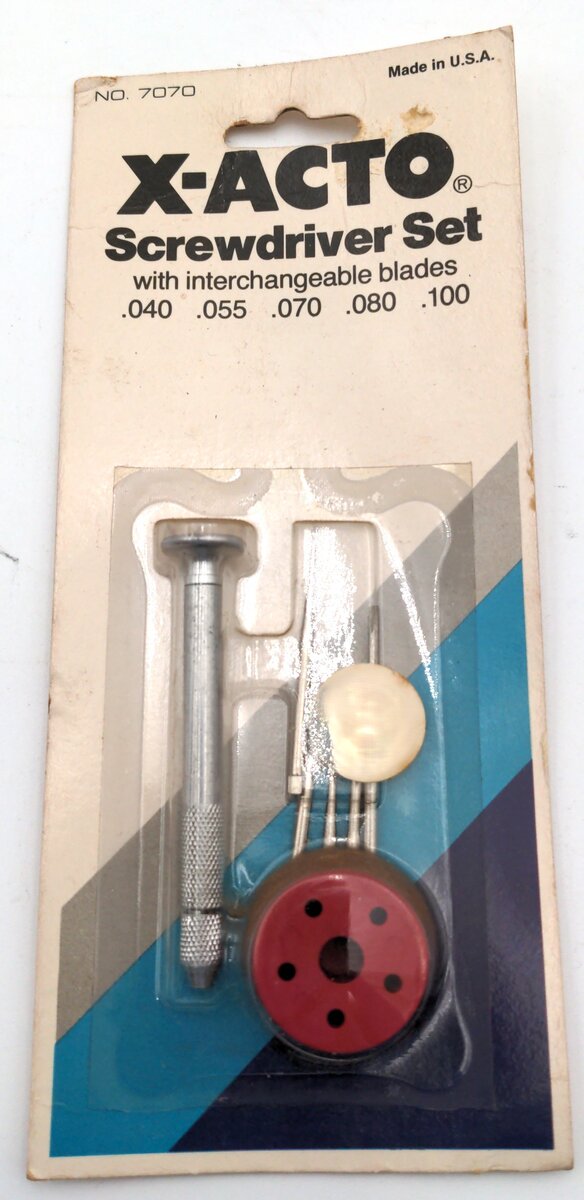 NO. 7070
Made in U.S.A.
X-ACTO®
Screwdriver Set
with interchangeable blades
.040 .055 .070 .080 .100